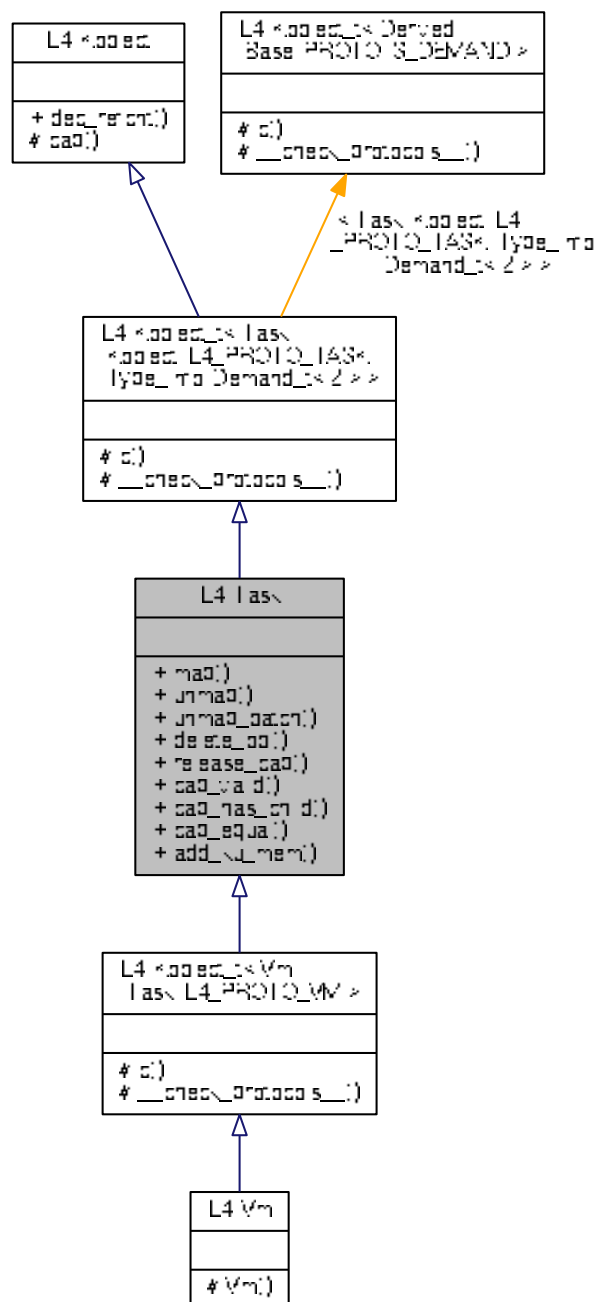 L4::Kobject
+ dec_refcnt()
# cap()
L4::Kobject_t< Derived,
Base, PROTO, S_DEMAND >
# c()
# __check_protocols__()
< Task, Kobject, L4
_PROTO_TASK, Type_info
::Demand_t< 2 > >
L4::Kobject_t< Task,
Kobject, L4_PROTO_TASK,
Type_info::Demand_t< 2 > >
# c()
# __check_protocols__()
L4::Task
+ map()
+ unmap()
+ unmap_batch()
+ delete_obj()
+ release_cap()
+ cap_valid()
+ cap_has_child()
+ cap_equal()
+ add_ku_mem()
L4::Kobject_t< Vm,
Task, L4_PROTO_VM >
# c()
# __check_protocols__()
L4::Vm
# Vm()